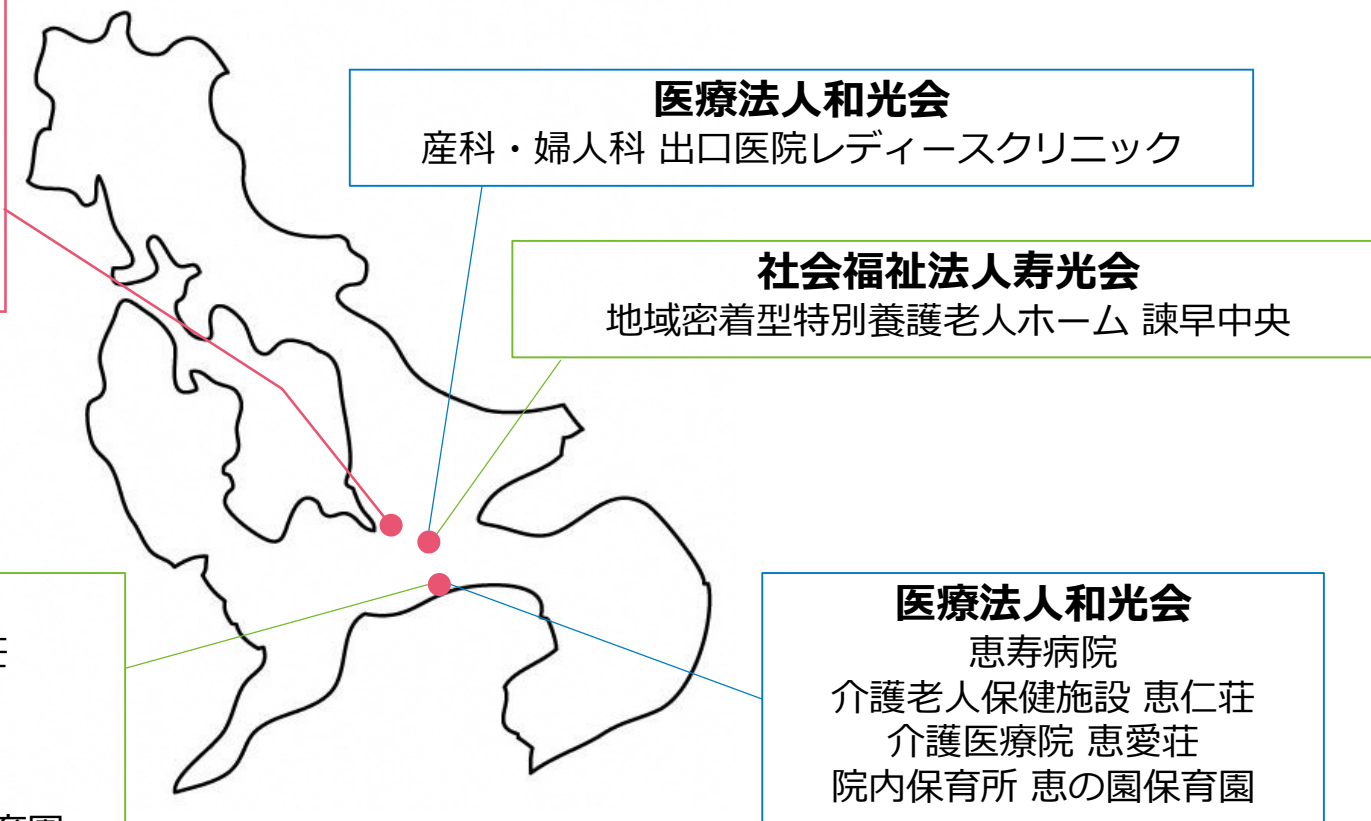 医療法人和光会
産科・婦人科 出口医院レディースクリニック
社会福祉法人寿光会
地域密着型特別養護老人ホーム 諫早中央
医療法人和光会
恵寿病院
介護老人保健施設 恵仁荘
介護医療院 恵愛荘
院内保育所 恵の園保育園